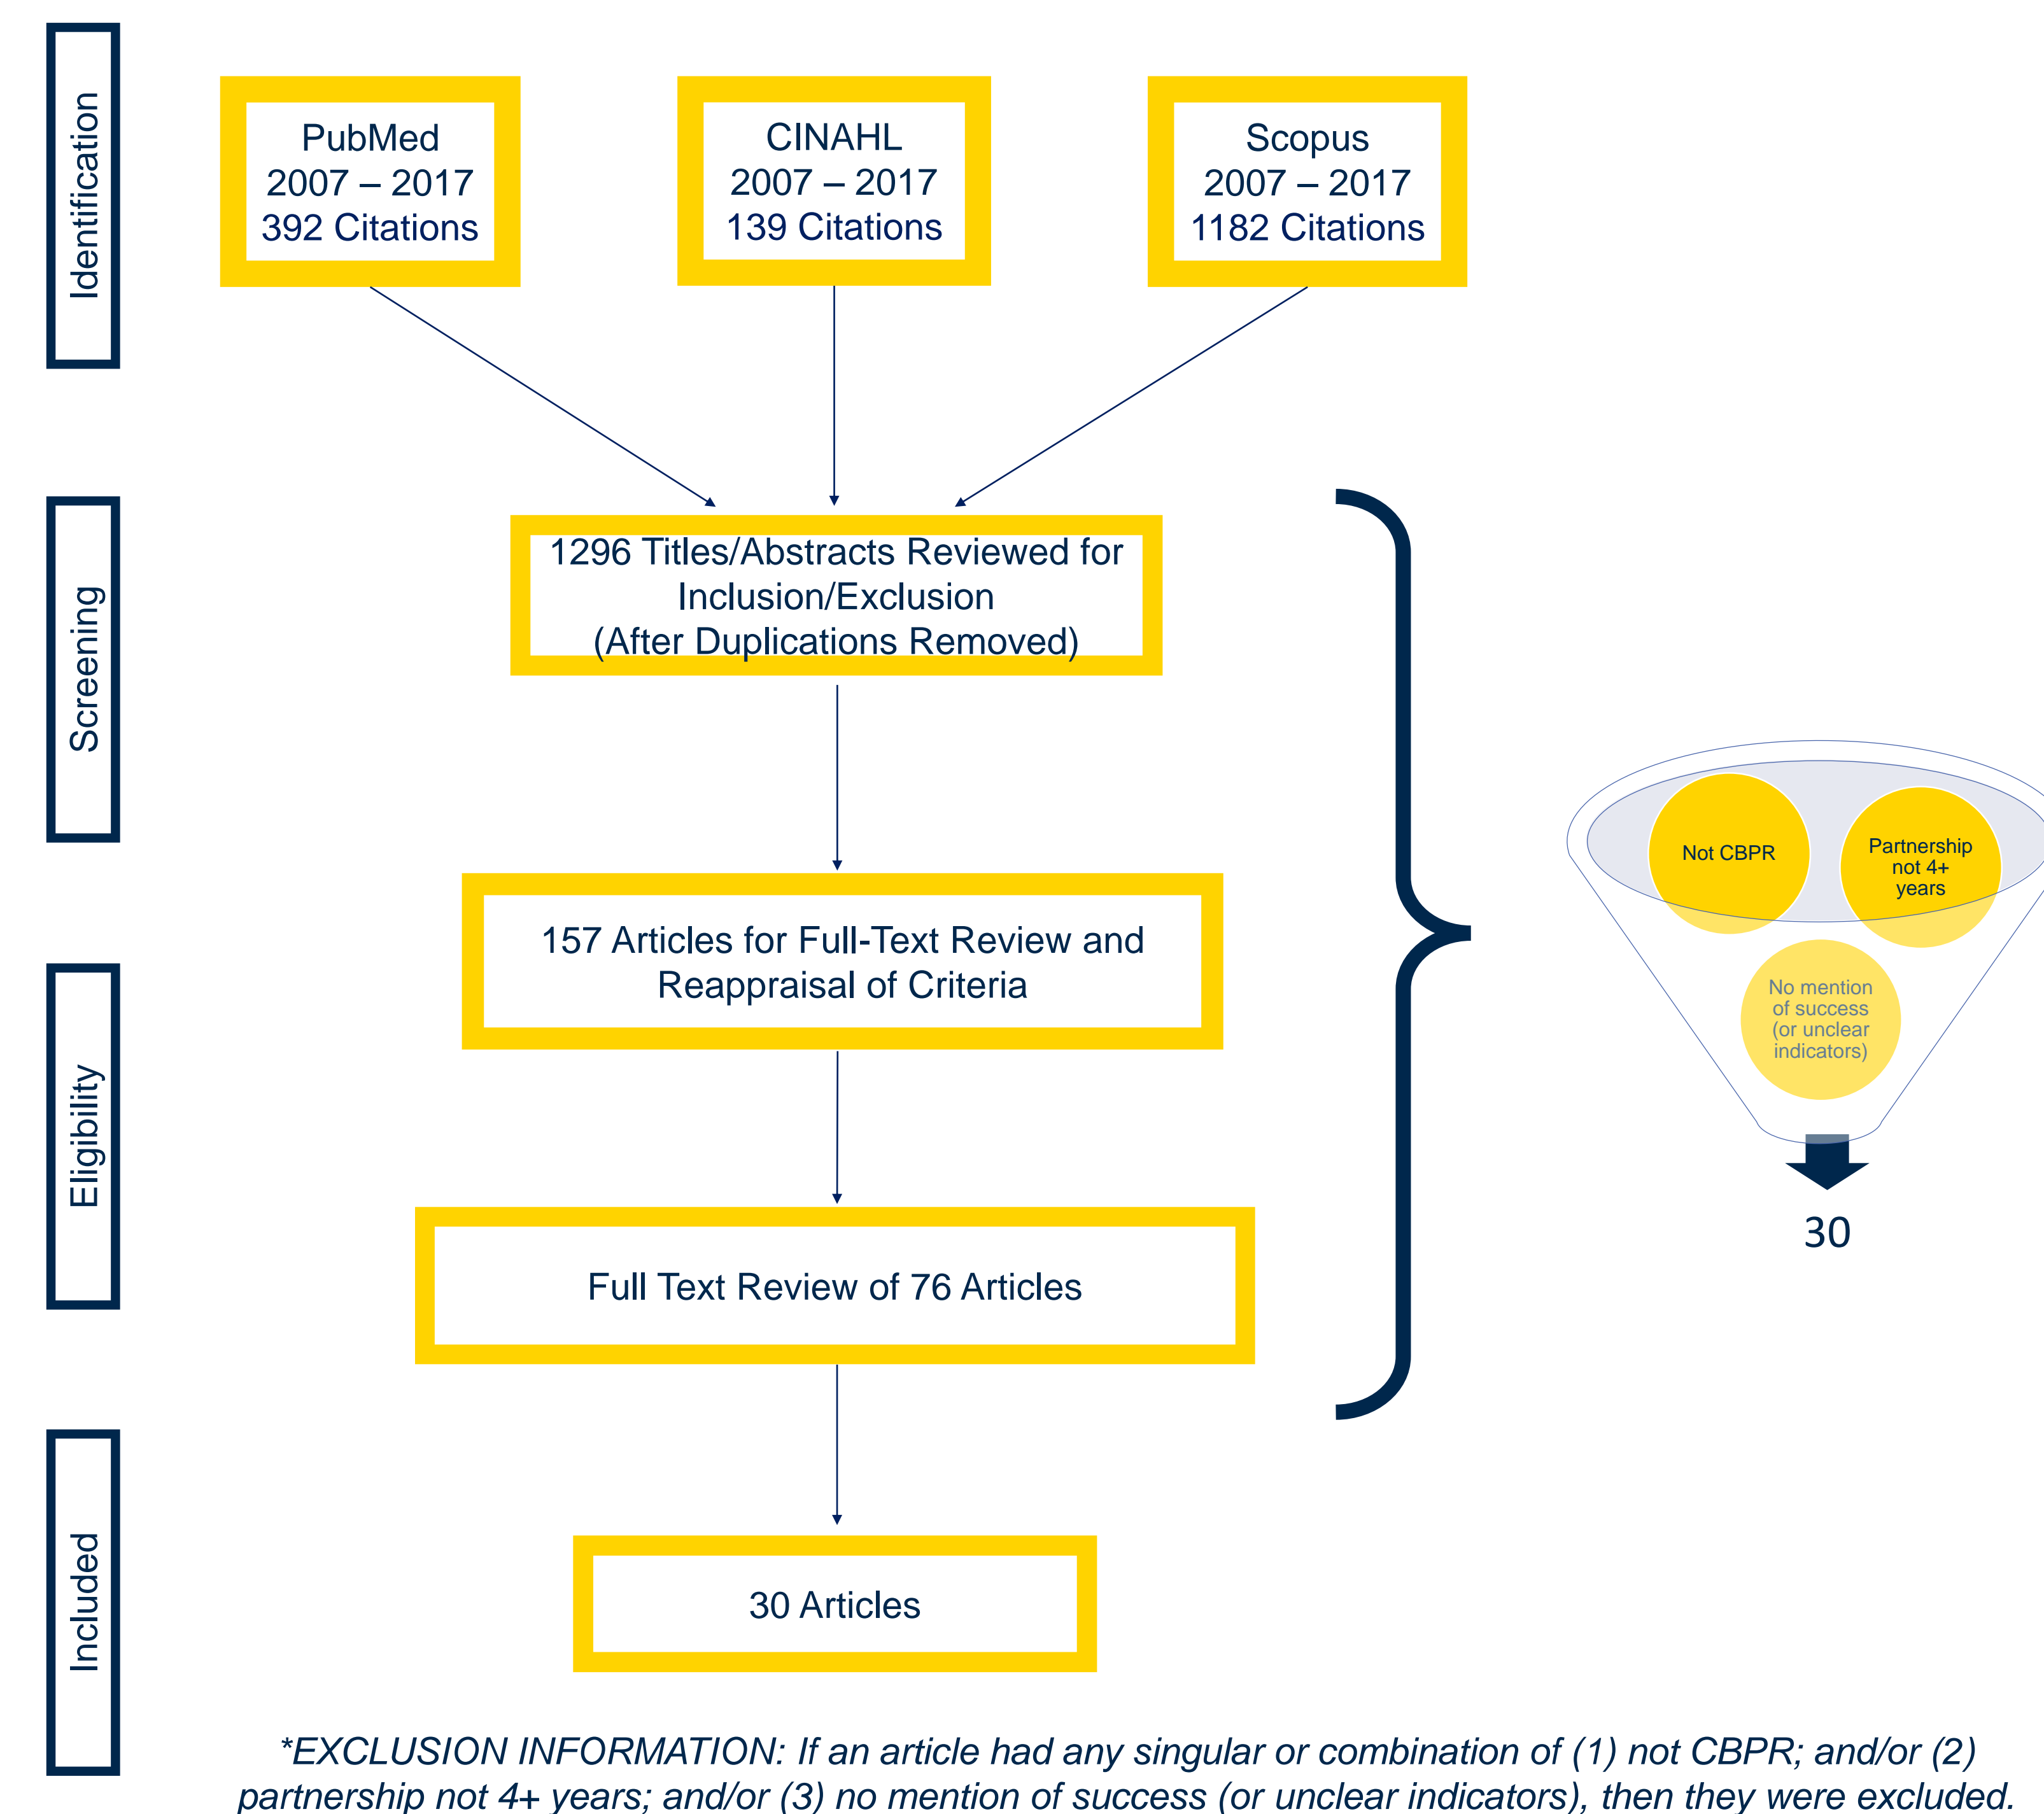 Identification
PubMed
2007 – 2017
392 Citations
CINAHL
2007 – 2017
139 Citations
Scopus
2007 – 2017
1182 Citations
Screening
1296 Titles/Abstracts Reviewed for
Inclusion/Exclusion
(After Duplications Removed)
Not CBPR
Partnership
not 4+
years
No mention
of success
(or unclear
indicators)
30
Eligibility
157 Articles for Full-Text Review and
Reappraisal of Criteria
Full Text Review of 76 Articles
Included
30 Articles
*EXCLUSION INFORMATION: If an article had any singular or combination of (1) not CBPR; and/or (2)
partnership not 4+ years; and/or (3) no mention of success (or unclear indicators), then they were excluded.